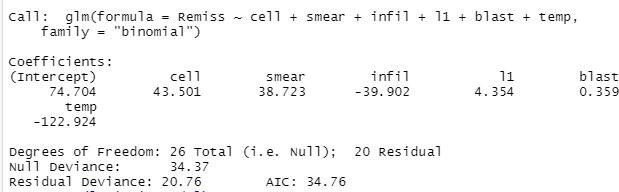 Call:  glm(formula = Remiss ~ cell + smear + infil + l1 + blast + temp,
    family = "binomial")
Coefficients:
(Intercept)         cell        smear        infil           l1        blast
     74.704       43.501       38.723      -39.902        4.354        0.359
       temp
   -122.924
Degrees of Freedom: 26 Total (i.e. Null);  20 Residual
Null Deviance:      34.37
Residual Deviance: 20.76        AIC: 34.76